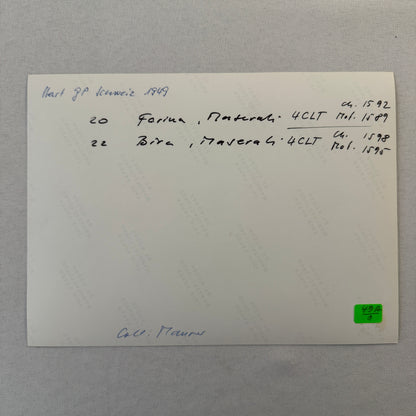 Start GP Schweiz 1949
Ch. 1592
20 Farina, Maserati 4CLT Mot. 1589
Ch. 1598
22 Bira, Maserati 4CLT Mot. 1595
Coll.